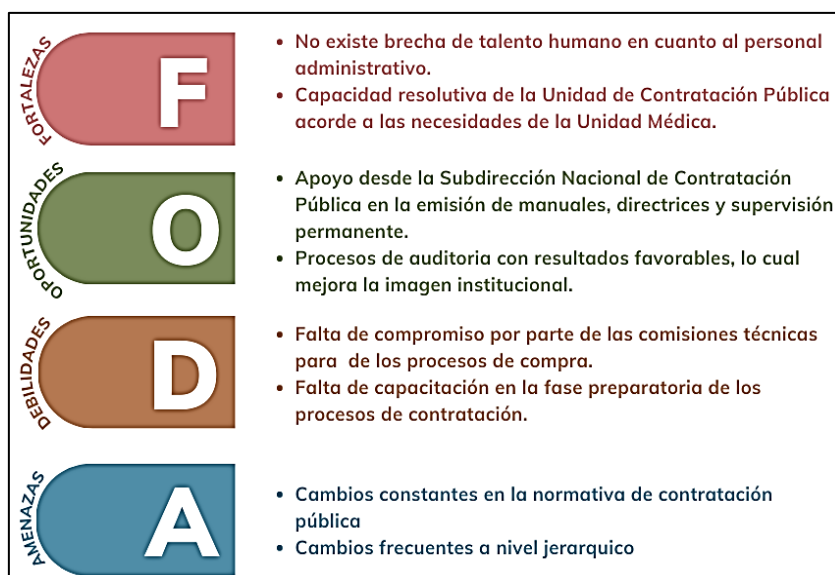 FORTALEZAS
F
• No existe brecha de talento humano en cuanto al personal
administrativo.
• Capacidad resolutiva de la Unidad de Contratación Pública
acorde a las necesidades de la Unidad Médica.
OPORTUNIDADES
O
• Apoyo desde la Subdirección Nacional de Contratación
Pública en la emisión de manuales, directrices y supervisión
permanente.
• Procesos de auditoria con resultados favorables, lo cual
mejora la imagen institucional.
DEBILIDADES
D
• Falta de compromiso por parte de las comisiones técnicas
para de los procesos de compra.
• Falta de capacitación en la fase preparatoria de los
procesos de contratación.
AMENAZAS
A
• Cambios constantes en la normativa de contratación
pública
• Cambios frecuentes a nivel jerarquico